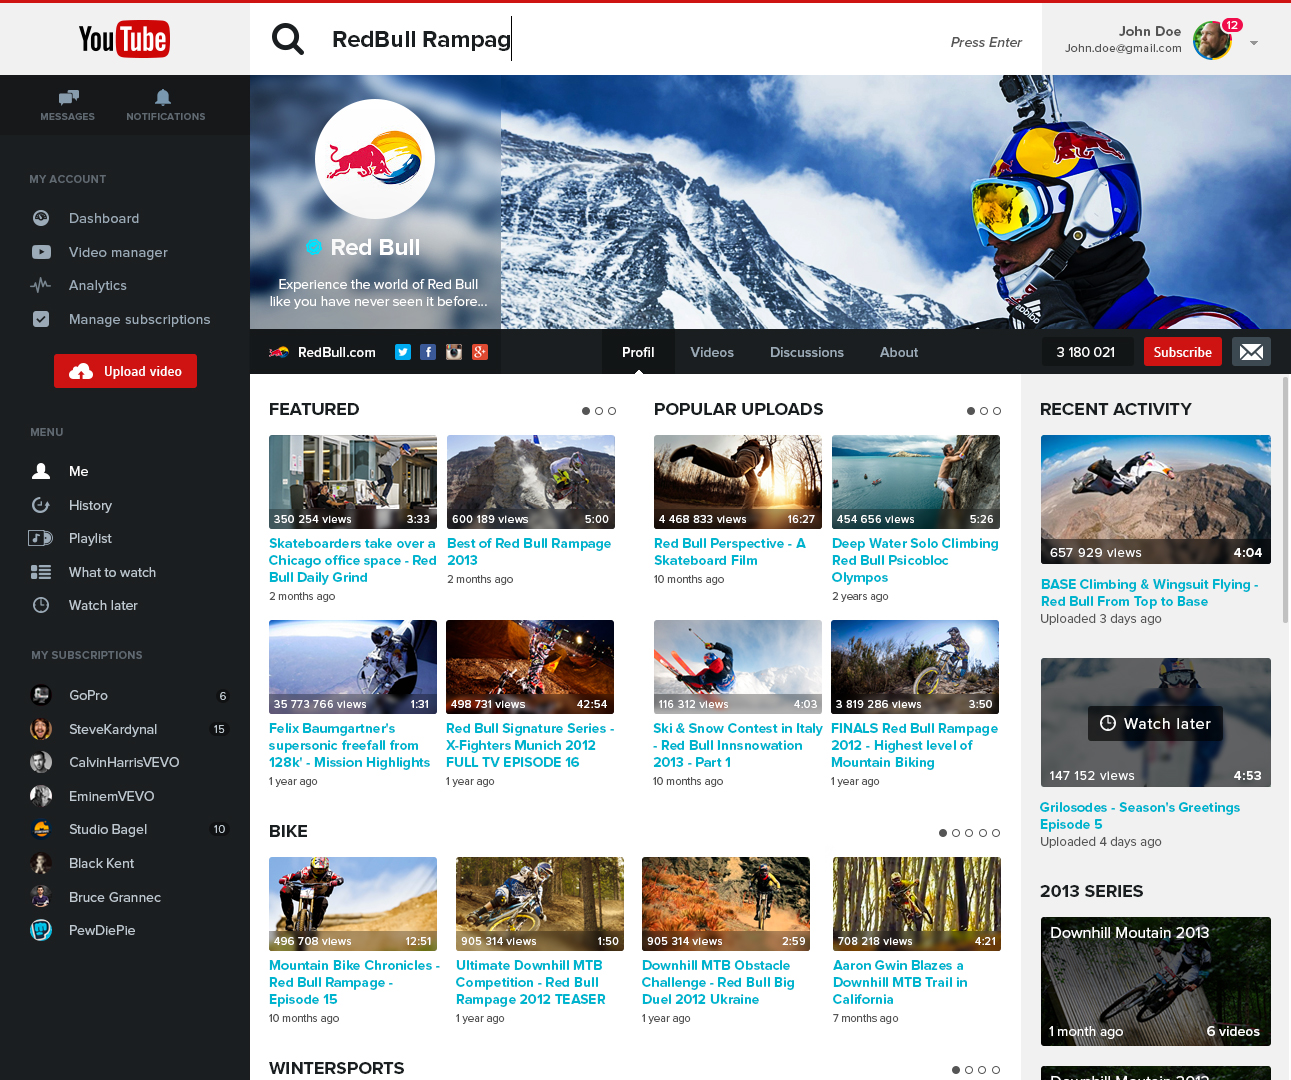 YouTube
RedBull Rampag
Press Enter
John Doe
John.doe@gmail.com
12
MESSAGES
NOTIFICATIONS
MY ACCOUNT
Dashboard
Video manager
Analytics
Manage subscriptions
Upload video
MENU
Me
History
Playlist
What to watch
Watch later
MY SUBSCRIPTIONS
GoPro
6
SteveKardynal
15
CalvinHarrisVEVO
EminemVEVO
Studio Bagel
10
Black Kent
Bruce Grannec
PewDiePie
Red Bull
Experience the world of Red Bull
like you have never seen it before...
adidas
RedBull.com
Profil
Videos
Discussions
About
3 180 021
Subscribe
FEATURED
350 254 views
3:33
Skateboarders take over a
Chicago office space - Red
Bull Daily Grind
2 months ago
600 189 views
5:00
Best of Red Bull Rampage
2013
2 months ago
35 773 766 views
1:31
Felix Baumgartner's
supersonic freefall from
128k' - Mission Highlights
1 year ago
498 731 views
42:54
Red Bull Signature Series -
X-Fighters Munich 2012
FULL TV EPISODE 16
1 year ago
POPULAR UPLOADS
4 468 833 views
16:27
Red Bull Perspective - A
Skateboard Film
10 months ago
454 656 views
5:26
Deep Water Solo Climbing
Red Bull Psicobloc
Olympos
2 years ago
116 312 views
4:03
Ski & Snow Contest in Italy
- Red Bull Innsnowation
2013 - Part 1
10 months ago
3 819 286 views
3:50
FINALS Red Bull Rampage
2012 - Highest level of
Mountain Biking
1 year ago
BIKE
496 708 views
12:51
Mountain Bike Chronicles -
Red Bull Rampage -
Episode 15
10 months ago
905 314 views
1:50
Ultimate Downhill MTB
Competition - Red Bull
Rampage 2012 TEASER
1 year ago
905 314 views
2:59
Downhill MTB Obstacle
Challenge - Red Bull Big
Duel 2012 Ukraine
1 year ago
708 218 views
4:21
Aaron Gwin Blazes a
Downhill MTB Trail in
California
7 months ago
WINTERSPORTS
RECENT ACTIVITY
657 929 views
4:04
BASE Climbing & Wingsuit Flying -
Red Bull From Top to Base
Uploaded 3 days ago
Watch later
147 152 views
4:53
Grilosodes - Season's Greetings
Episode 5
Uploaded 4 days ago
2013 SERIES
Downhill Moutain 2013
1 month ago
6 videos
Downhill Moutain 2013